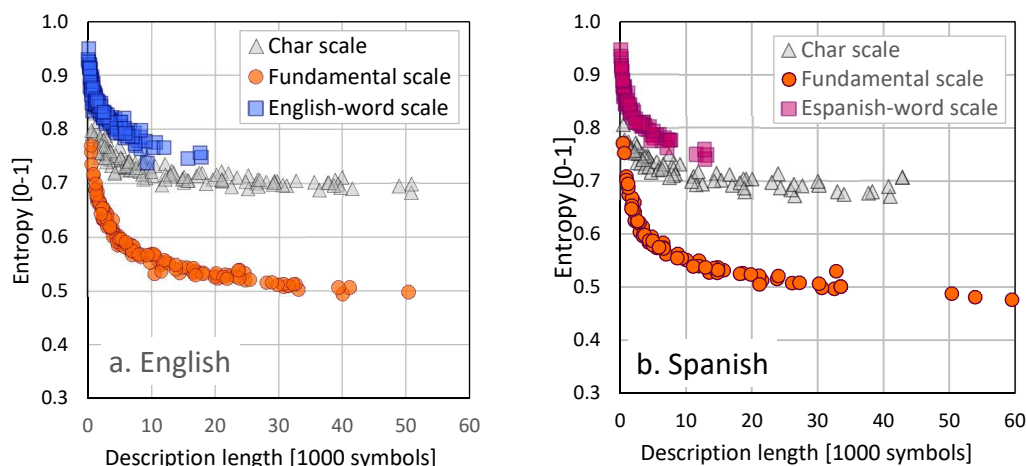 1.0
0.9
0.8
0.7
0.6
0.5
0.4
0.3
Entropy [0-1]
Char scale
Fundamental scale
English-word scale
a. English
0 10 20 30 40 50 60
Description length [1000 symbols]
1.0
0.9
0.8
0.7
0.6
0.5
0.4
0.3
Entropy [0-1]
Char scale
Fundamental scale
Espanish-word scale
b. Spanish
0 10 20 30 40 50 60
Description length [1000 symbols]